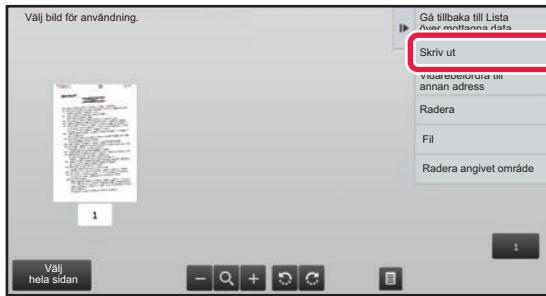 Välj bild för användning.
Gå tillbaka till Lista
över mottagna data
Skriv ut
Vidarebefordra till
annan adress
Radera
Fil
Radera angivet område
1
1
Välj
hela sidan